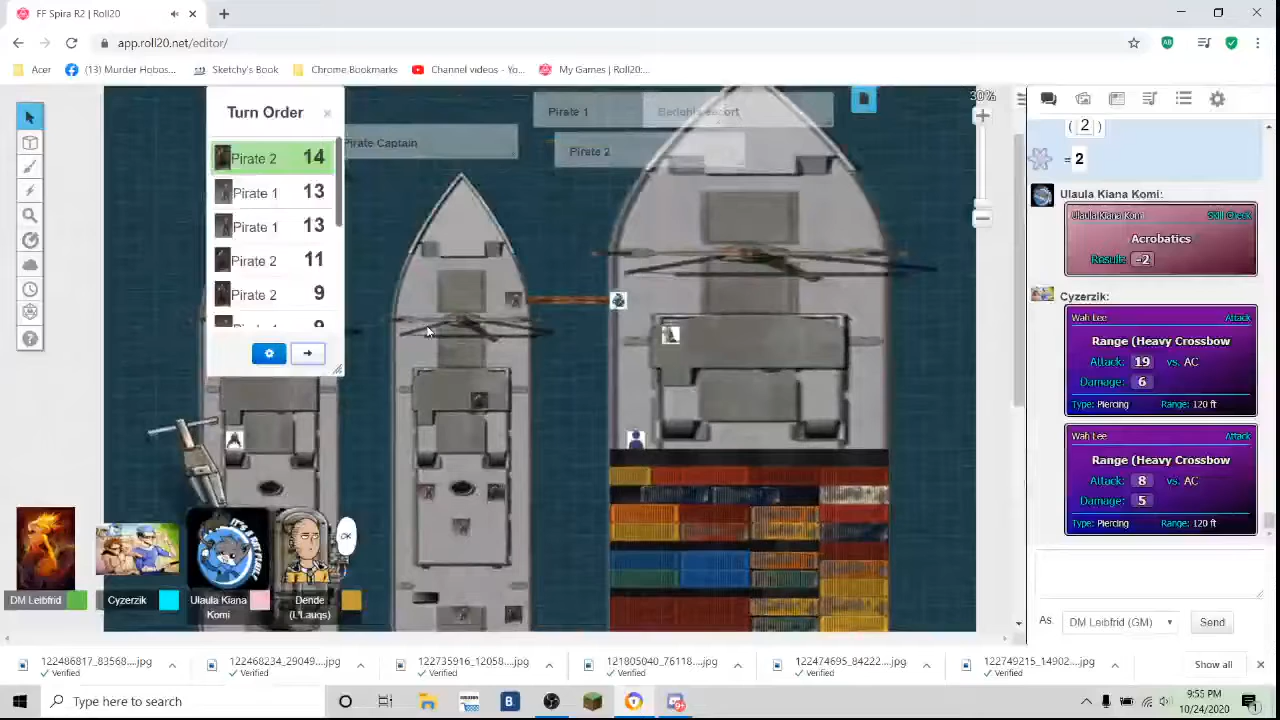 FF Spira R2 | Roll20
app.roll20.net/editor/
Acer
(13) Murder Hobos...
Sketchy's Book
Chrome Bookmarks
Channel videos - Yo...
My Games | Roll20:...
Turn Order
Pirate 2 14
Pirate 1 13
Pirate 1 13
Pirate 2 11
Pirate 2 9
Pirate Captain
Pirate 1
Pirate 2
30%
(2)
= 2
Ulaula Kiana Komi:
Ulaula Kiana Komi Skill Check
Acrobatics
Result: -2
Cyzerzik:
Wah Lee Attack
Range (Heavy Crossbow
Attack: 19 vs. AC
Damage: 6
Type: Piercing Range: 120 ft
Wah Lee Attack
Range (Heavy Crossbow
Attack: 8 vs. AC
Damage: 5
Type: Piercing Range: 120 ft
As: DM Leibfrid (GM) Send
IT'S
OK
DM Leibfrid
Cyzerzik
Ulaula Kiana Komi
Dende (L'Lauqs)
122486817_83568....jpg
Verified
122468234_29049....jpg
Verified
122735916_12058....jpg
Verified
121805040_76118....jpg
Verified
122474695_84222....jpg
Verified
122749215_14902....jpg
Verified
Show all
Type here to search
amazon
B.
9:55 PM
10/24/2020